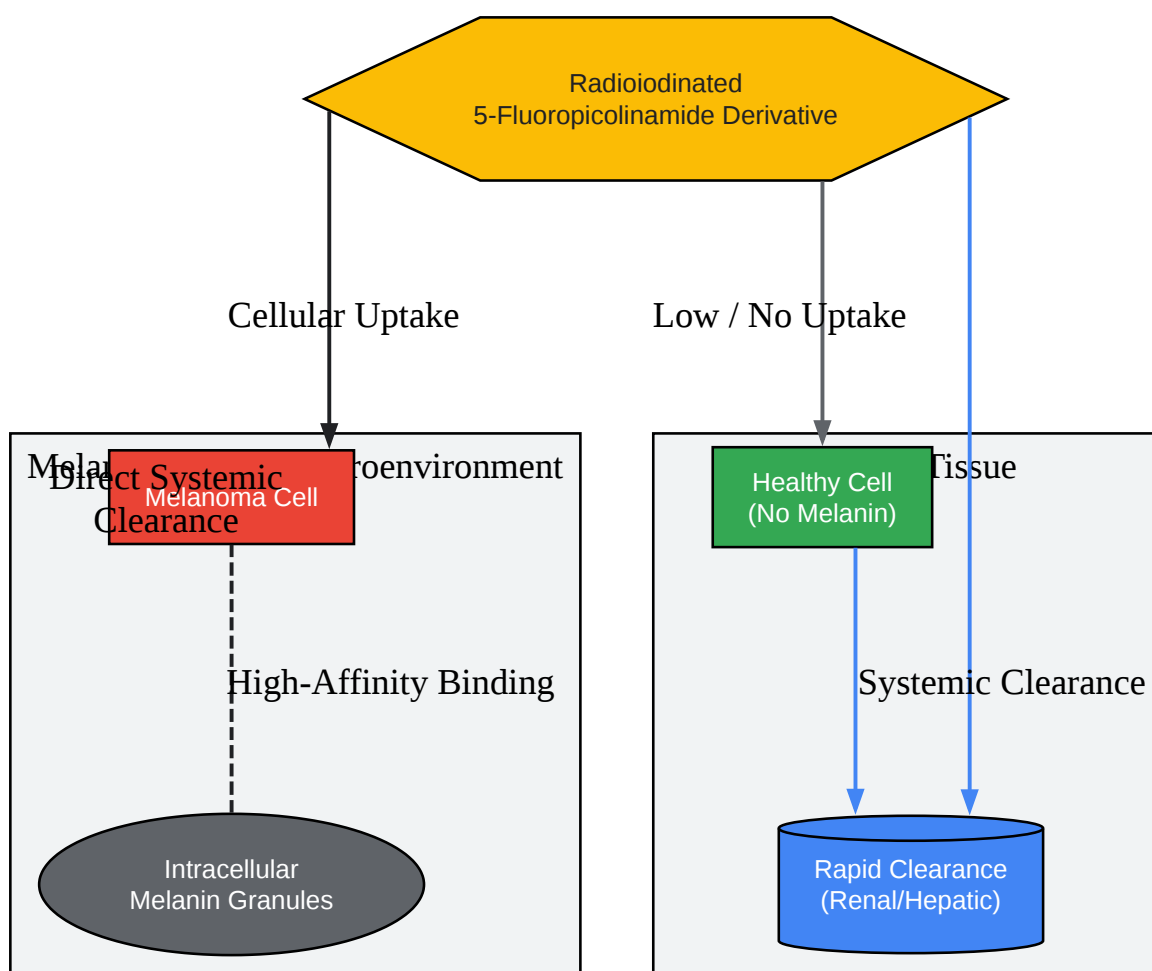 Radioiodinated
5-Fluoropicolinamide Derivative
Cellular Uptake
Low / No Uptake
Direct Systemic
Clearance
Melanoma Cell
Healthy Cell
(No Melanin)
Tissue
High-Affinity Binding
Systemic Clearance
Intracellular
Melanin Granules
Rapid Clearance
(Renal/Hepatic)